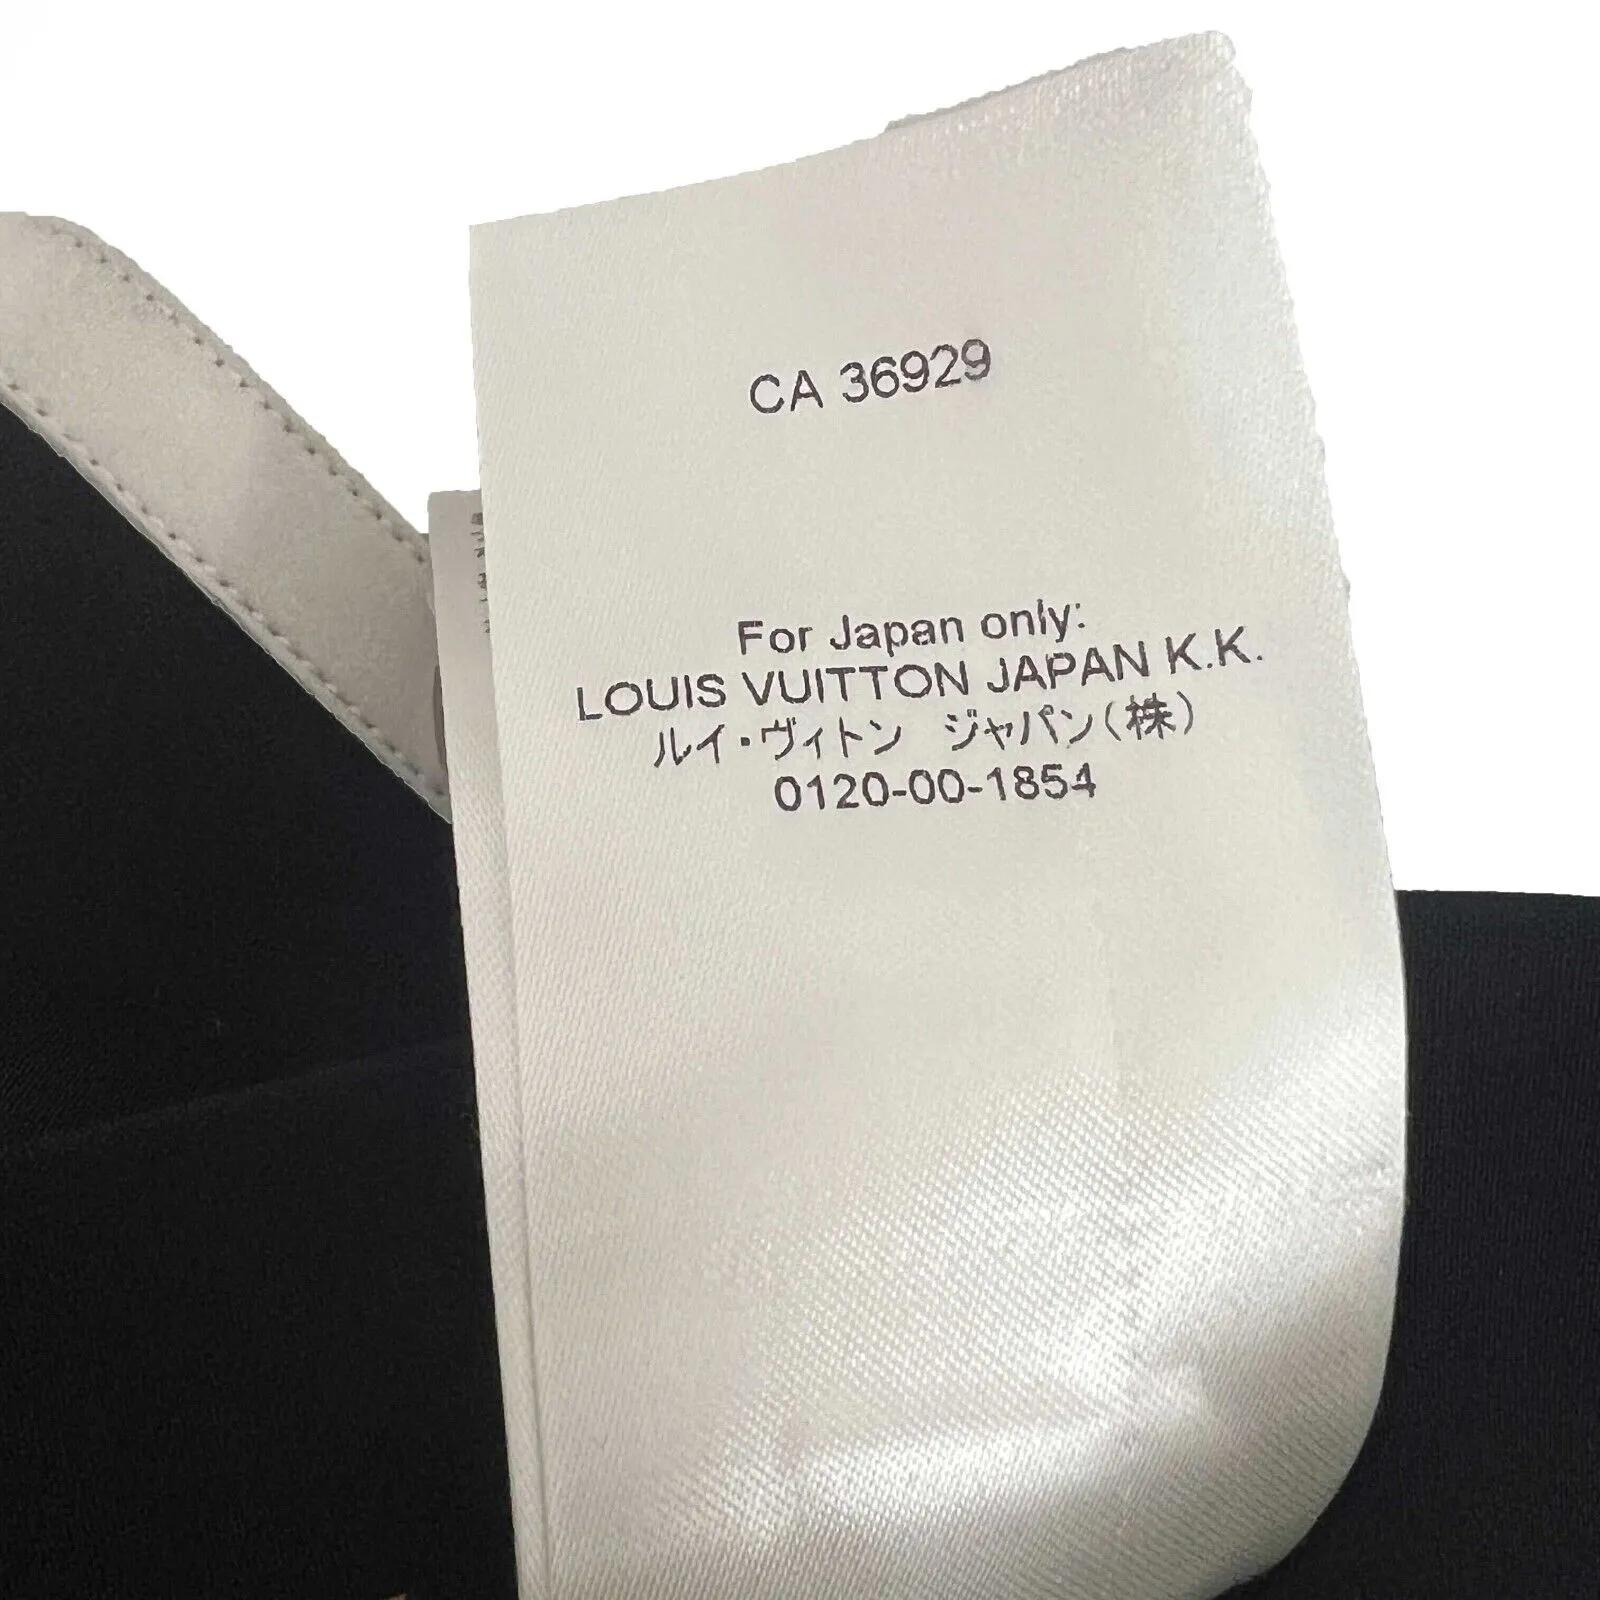 CA 36929
For Japan only:
LOUIS VUITTON JAPAN K.K.
ルイ・ヴィトン ジャパン(株)
0120-00-1854